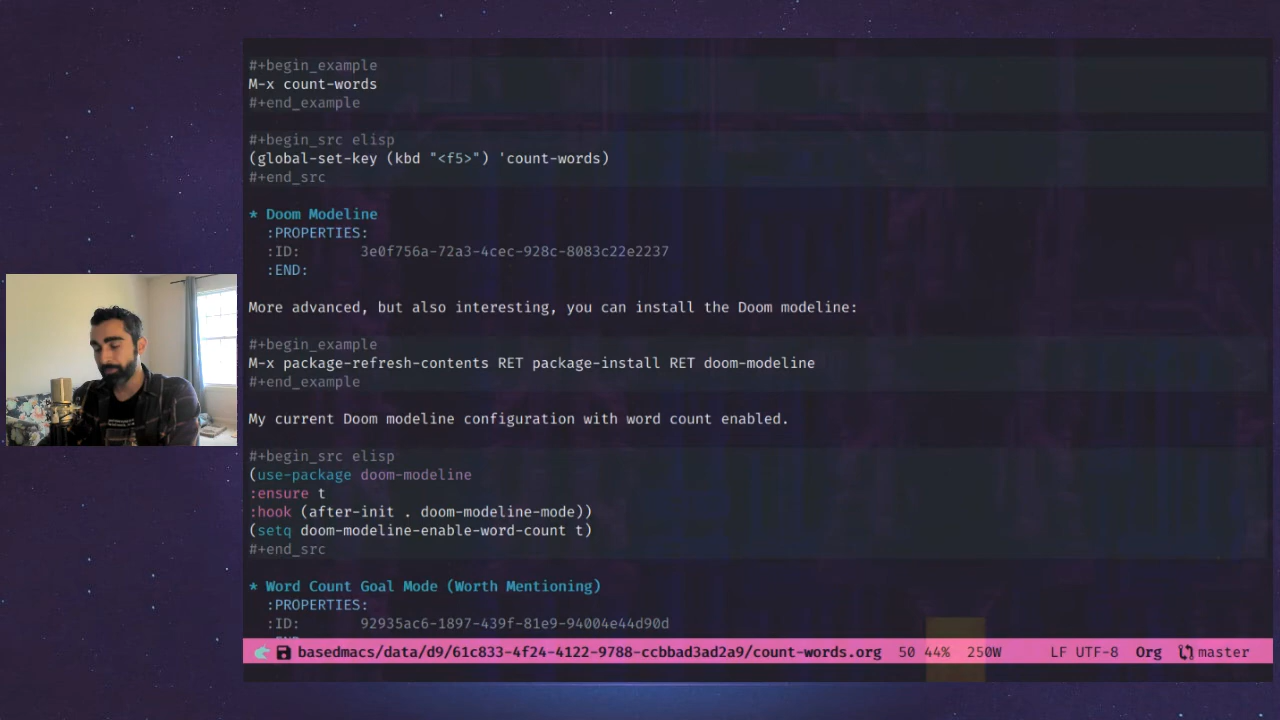 #+begin_example
M-x count-words
#+end_example
#+begin_src elisp
(global-set-key (kbd "<f5>") 'count-words)
#+end_src
* Doom Modeline
:PROPERTIES:
:ID: 3e0f756a-72a3-4cec-928c-8083c22e2237
:END:
More advanced, but also interesting, you can install the Doom modeline:
#+begin_example
M-x package-refresh-contents RET package-install RET doom-modeline
#+end_example
My current Doom modeline configuration with word count enabled.
#+begin_src elisp
(use-package doom-modeline
:ensure t
:hook (after-init . doom-modeline-mode))
(setq doom-modeline-enable-word-count t)
#+end_src
* Word Count Goal Mode (Worth Mentioning)
:PROPERTIES:
:ID: 92935ac6-1897-439f-81e9-94004e44d90d
basedmacs/data/d9/61c833-4f24-4122-9788-ccbbad3ad2a9/count-words.org 50 44% 250W LF UTF-8 Org master